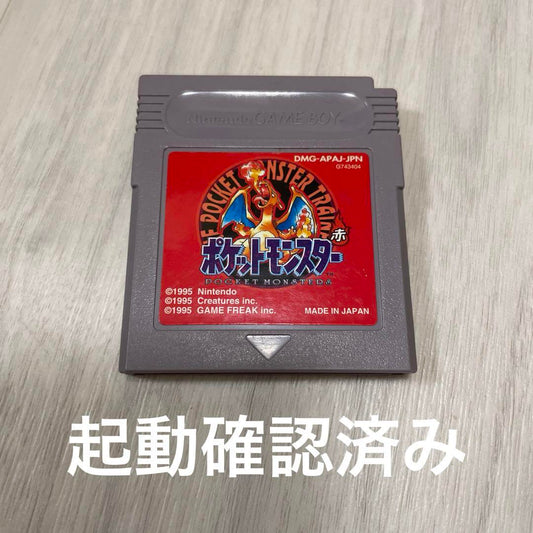 Nintendo GAME BOY
DMG-APAJ-JPN
G743404
THE POCKET MONSTER TRAINER
赤
ポケットモンスター
POCKET MONSTERS
©1995 Nintendo
©1995 Creatures inc.
©1995 GAME FREAK inc.
MADE IN JAPAN
起動確認済み